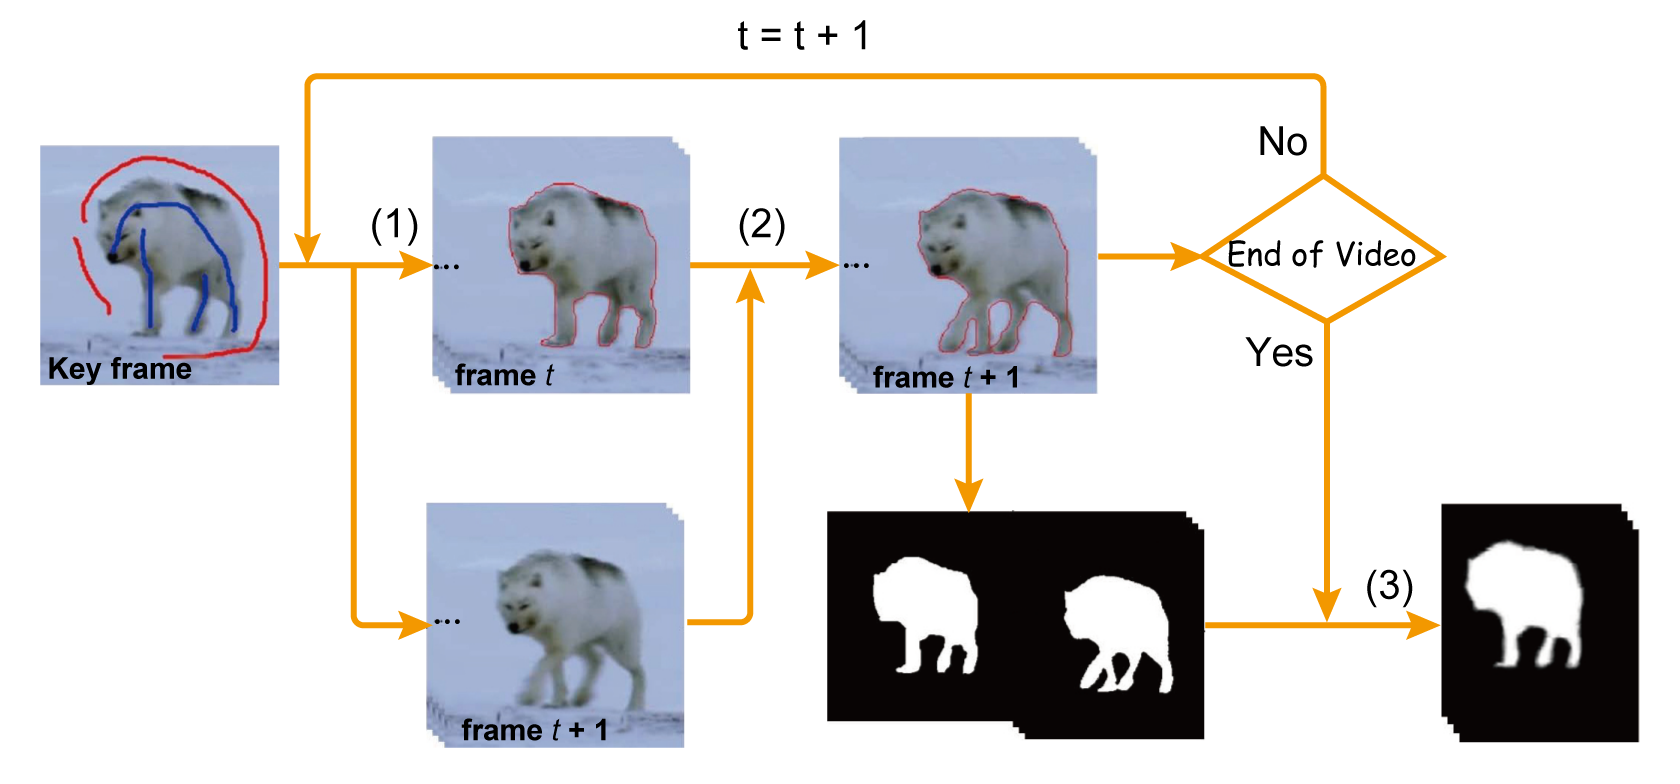 t = t + 1
No
(1)
(2)
...
...
End of Video
Yes
Key frame
frame t
frame t + 1
(3)
...
frame t + 1